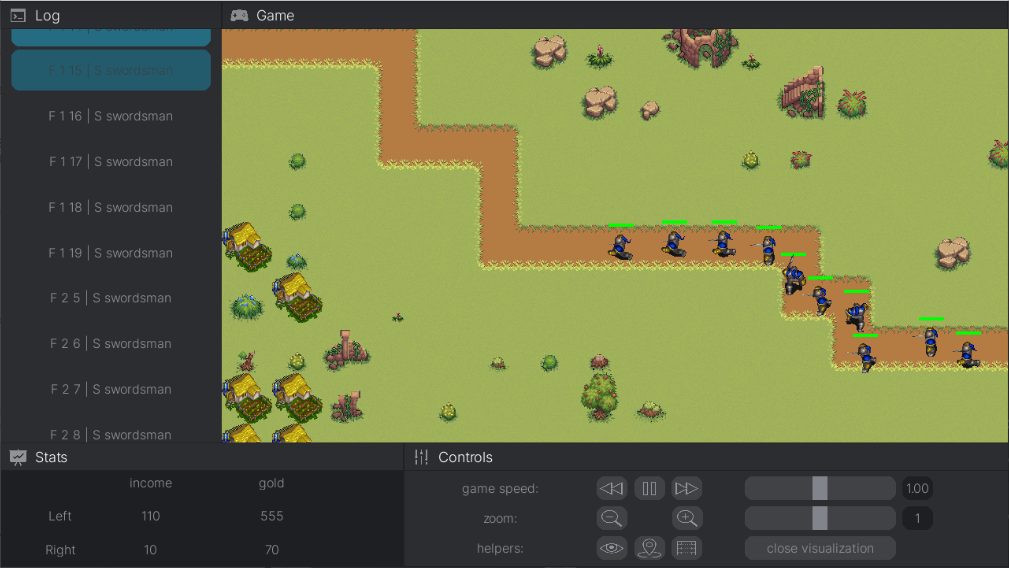 Log
Game
F 1 15 | S swordsman
F 1 16 | S swordsman
F 1 17 | S swordsman
F 1 18 | S swordsman
F 1 19 | S swordsman
F 2 5 | S swordsman
F 2 6 | S swordsman
F 2 7 | S swordsman
F 2 8 | S swordsman
Stats
income gold
Left 110 555
Right 10 70
Controls
game speed: 1.00
zoom: 1
helpers: close visualization